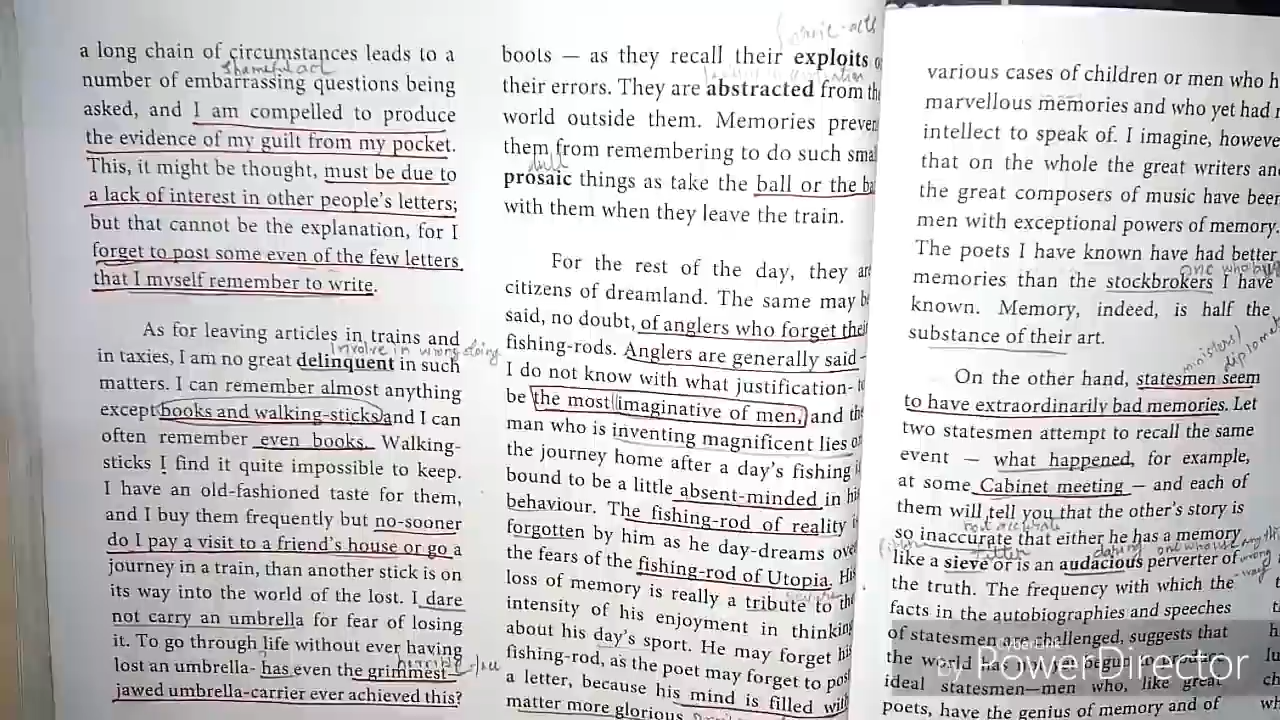 a long chain of circumstances leads to a
shameful act
number of embarrassing questions being
asked, and I am compelled to produce
the evidence of my guilt from my pocket.
This, it might be thought, must be due to
a lack of interest in other people's letters;
but that cannot be the explanation, for I
forget to post some even of the few letters
that I myself remember to write.
As for leaving articles in trains and
involve in wrong doing
in taxies, I am no great delinquent in such
matters. I can remember almost anything
except books and walking-sticks and I can
often remember even books. Walking-
sticks I find it quite impossible to keep.
I have an old-fashioned taste for them,
and I buy them frequently but no-sooner
do I pay a visit to a friend's house or go a
journey in a train, than another stick is on
its way into the world of the lost. I dare
not carry an umbrella for fear of losing
it. To go through life without ever having
lost an umbrella- has even the grimmest-
jawed umbrella-carrier ever achieved this?
boots — as they recall their exploits
their errors. They are abstracted from
world outside them. Memories
them from remembering to do such
dull
prosaic things as take the ball or the
with them when they leave the train.
For the rest of the day, they
citizens of dreamland. The same may
said, no doubt, of anglers who forget
fishing-rods. Anglers are generally said-
I do not know with what justification-
be the most imaginative of men, and
man who is inventing magnificent lies
the journey home after a day's fishing
bound to be a little absent-minded in
behaviour. The fishing-rod of reality
forgotten by him as he day-dreams
the fears of the fishing-rod of Utopia.
loss of memory is really a tribute to
intensity of his enjoyment in thinking
about his day's sport. He may forget
fishing-rod, as the poet may forget to
a letter, because his mind is filled
matter more glorious
various cases of children or men who
marvellous memories and who yet had
intellect to speak of. I imagine,
that on the whole the great writers
the great composers of music have been
men with exceptional powers of memory.
The poets I have known have had better
one who
memories than the stockbrokers I have
known. Memory, indeed, is half the
substance of their art.
ministers)
On the other hand, statesmen seem
to have extraordinarily bad memories. Let
two statesmen attempt to recall the same
event — what happened, for example,
at some Cabinet meeting — and each of
them will tell you that the other's story is
not accurate
so inaccurate that either he has a memory
filter
daring
like a sieve or is an audacious perverter of
wrong
way
the truth. The frequency with which the
facts in the autobiographies and speeches
of statesmen are challenged, suggests that
the world has
ideal statesmen—men who, like great
poets, have the genius of memory and of
by PowerDirector